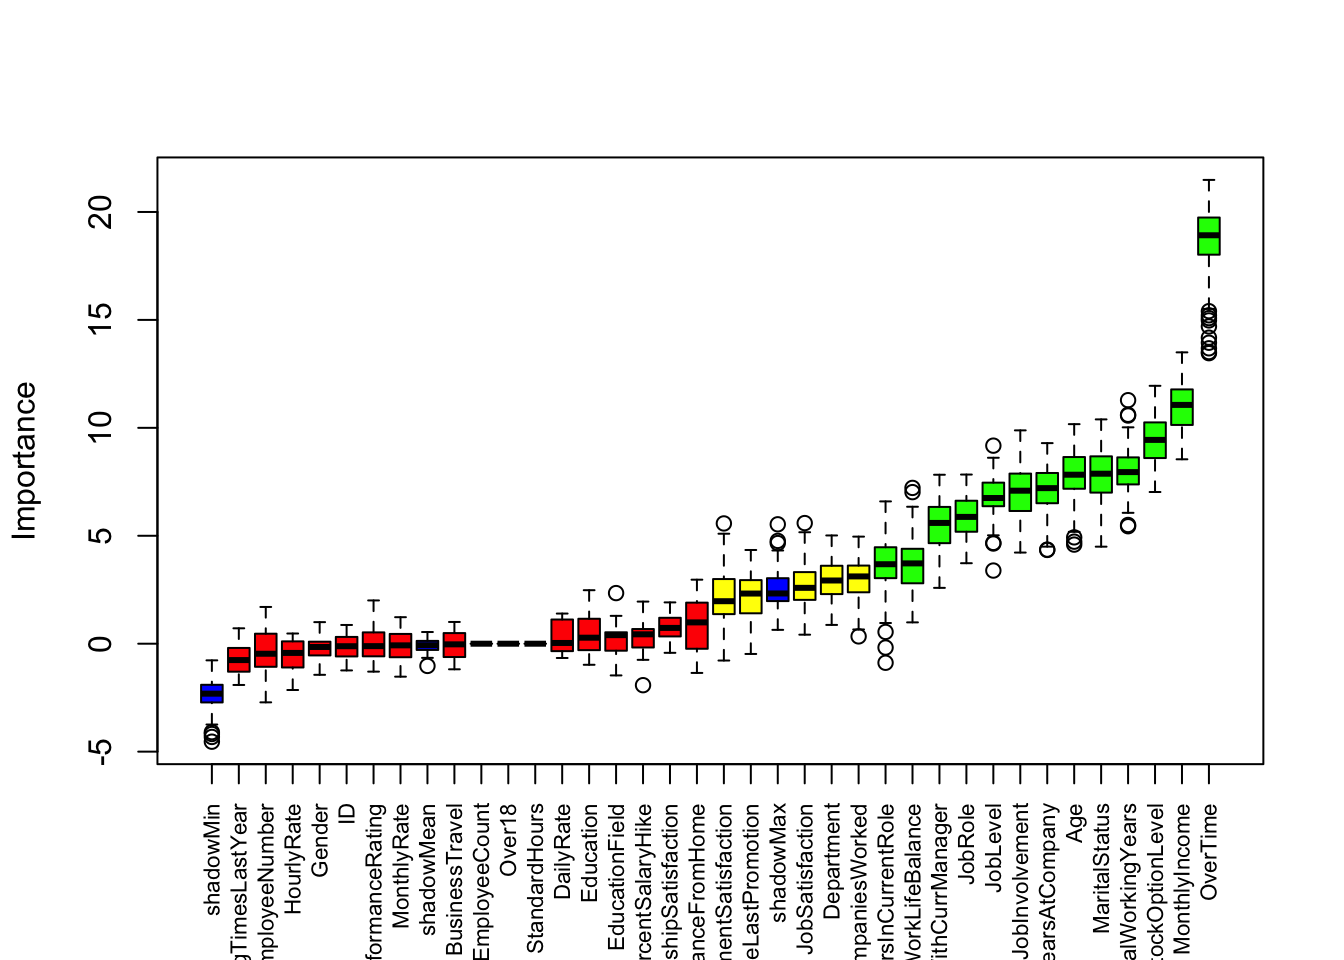 Importance
20
15
10
5
0
-5
shadowMin
gTimesLastYear
mployeeNumber
HourlyRate
Gender
ID
formanceRating
MonthlyRate
shadowMean
BusinessTravel
EmployeeCount
Over18
StandardHours
DailyRate
Education
EducationField
rcentSalaryHike
shipSatisfaction
anceFromHome
nentSatisfaction
eLastPromotion
shadowMax
JobSatisfaction
Department
mpaniesWorked
rsInCurrentRole
WorkLifeBalance
ithCurrManager
JobRole
JobLevel
JobInvolvement
earsAtCompany
Age
MaritalStatus
alWorkingYears
tockOptionLevel
MonthlyIncome
OverTime